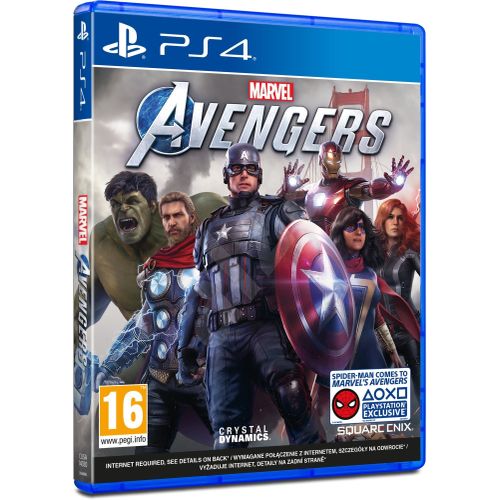 PS4
MARVEL
AVENGERS
PS4
MARVEL
AVENGERS
A
SPIDER-MAN COMES TO
MARVEL'S AVENGERS
PLAYSTATION
EXCLUSIVE
16
www.pegi.info
CRYSTAL
DYNAMICS
SQUARE ENIX
INTERNET REQUIRED, SEE DETAILS ON BACK* / WYMAGANE POŁĄCZENIE Z INTERNETEM, SZCZEGÓŁY NA ODWROCIE* /
VYŽADUJE INTERNET, DETAILY NA ZADNÍ STRANĚ*